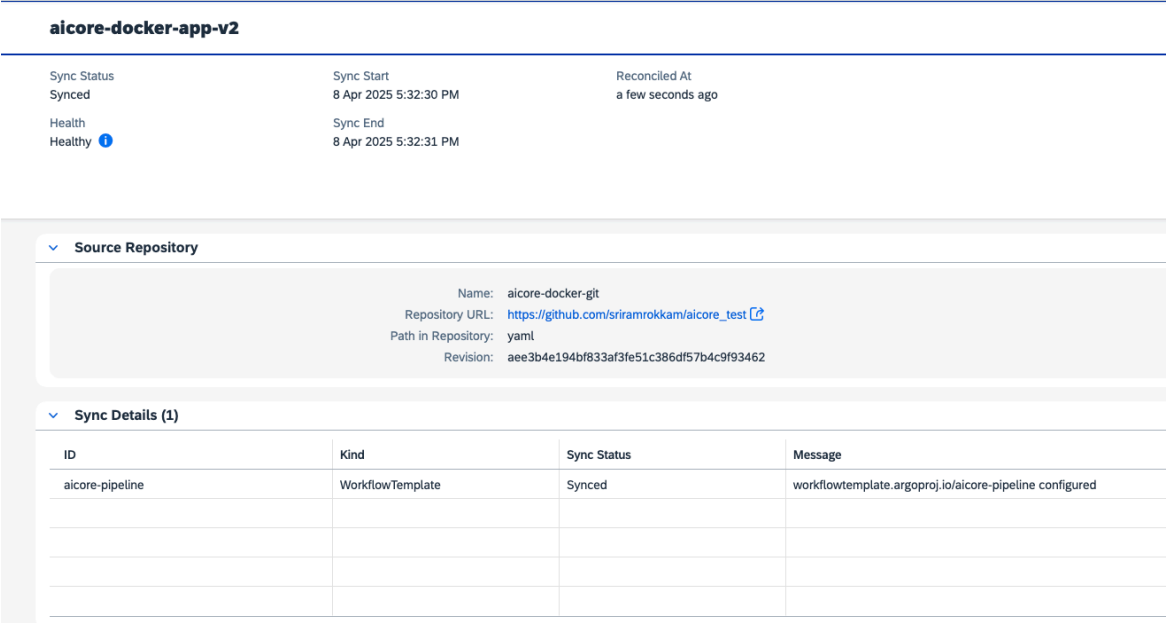 aicore-docker-app-v2
Sync Status
Synced
Sync Start
8 Apr 2025 5:32:30 PM
Reconciled At
a few seconds ago
Health
Healthy
Sync End
8 Apr 2025 5:32:31 PM
Source Repository
Name: aicore-docker-git
Repository URL: https://github.com/sriramrokkam/aicore_test
Path in Repository: yaml
Revision: aee3b4e194bf833af3fe51c386df57b4c9f93462
Sync Details (1)
ID Kind Sync Status Message
aicore-pipeline WorkflowTemplate Synced workflowtemplate.argoproj.io/aicore-pipeline configured